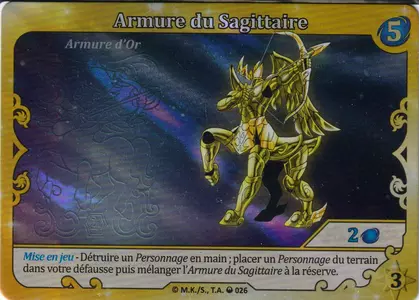 Armure du Sagittaire
5
Armure d'Or
2
Mise en jeu - Détruire un Personnage en main ; placer un Personnage du terrain
dans votre défausse puis mélanger l'Armure du Sagittaire à la réserve.
3
© M.K./S., T.A. 026